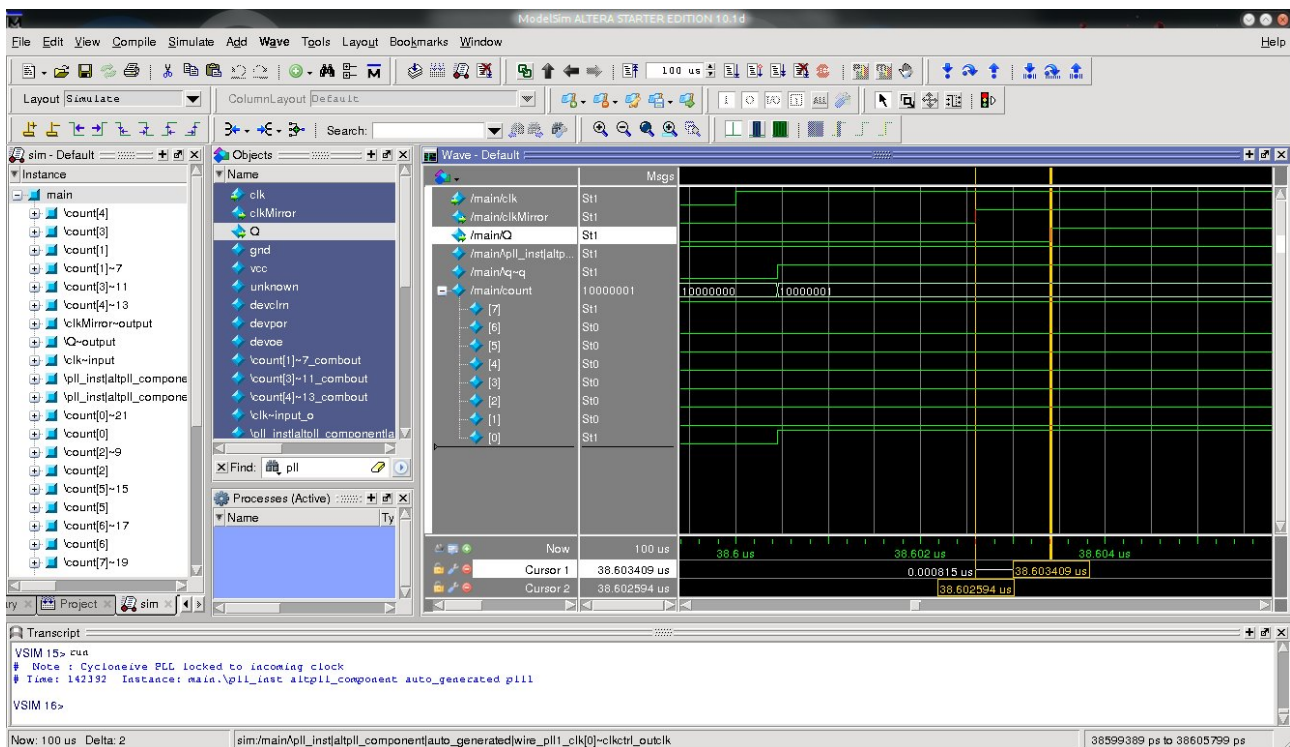 ModelSim ALTERA STARTER EDITION 10.1d
File Edit View Compile Simulate Add Wave Tools Layout Bookmarks Window Help
100 us
Layout Simulate
ColumnLayout Default
Search:
sim - Default
Instance
main
\count[4]
\count[3]
\count[1]
\count[1]~7
\count[3]~11
\count[4]~13
\clkMirror~output
\Q~output
\clk~input
\pll_inst|altpll_compone
\pll_inst|altpll_compone
\count[0]~21
\count[0]
\count[2]~9
\count[2]
\count[5]~15
\count[5]
\count[6]~17
\count[6]
\count[7]~19
ry Project sim
Objects
Name
clk
clkMirror
Q
gnd
vcc
unknown
devclrn
devpor
devoe
\count[1]~7_combout
\count[3]~11_combout
\count[4]~13_combout
\clk~input_o
\pll_inst|altpll_component|a
Find: pll
Processes (Active)
Name Ty
Wave - Default
Msgs
/main/clk St1
/main/clkMirror St1
/main/Q St1
/main/\pll_inst|altp... St1
/main/\q~q St1
/main/count 10000001 10000000 10000001
[7] St1
[6] St0
[5] St0
[4] St0
[3] St0
[2] St0
[1] St0
[0] St1
Now 100 us 38.6 us 38.602 us 38.604 us
Cursor 1 38.603409 us 0.000815 us 38.603409 us
Cursor 2 38.602594 us 38.602594 us
Transcript
VSIM 15> run
# Note : Cycloneive PLL locked to incoming clock
# Time: 142392 Instance: main.\pll_inst altpll_component auto_generated pll1
VSIM 16>
Now: 100 us Delta: 2 sim:/main/\pll_inst|altpll_component|auto_generated|wire_pll1_clk[0]~clkctrl_outclk 38599389 ps to 38605799 ps